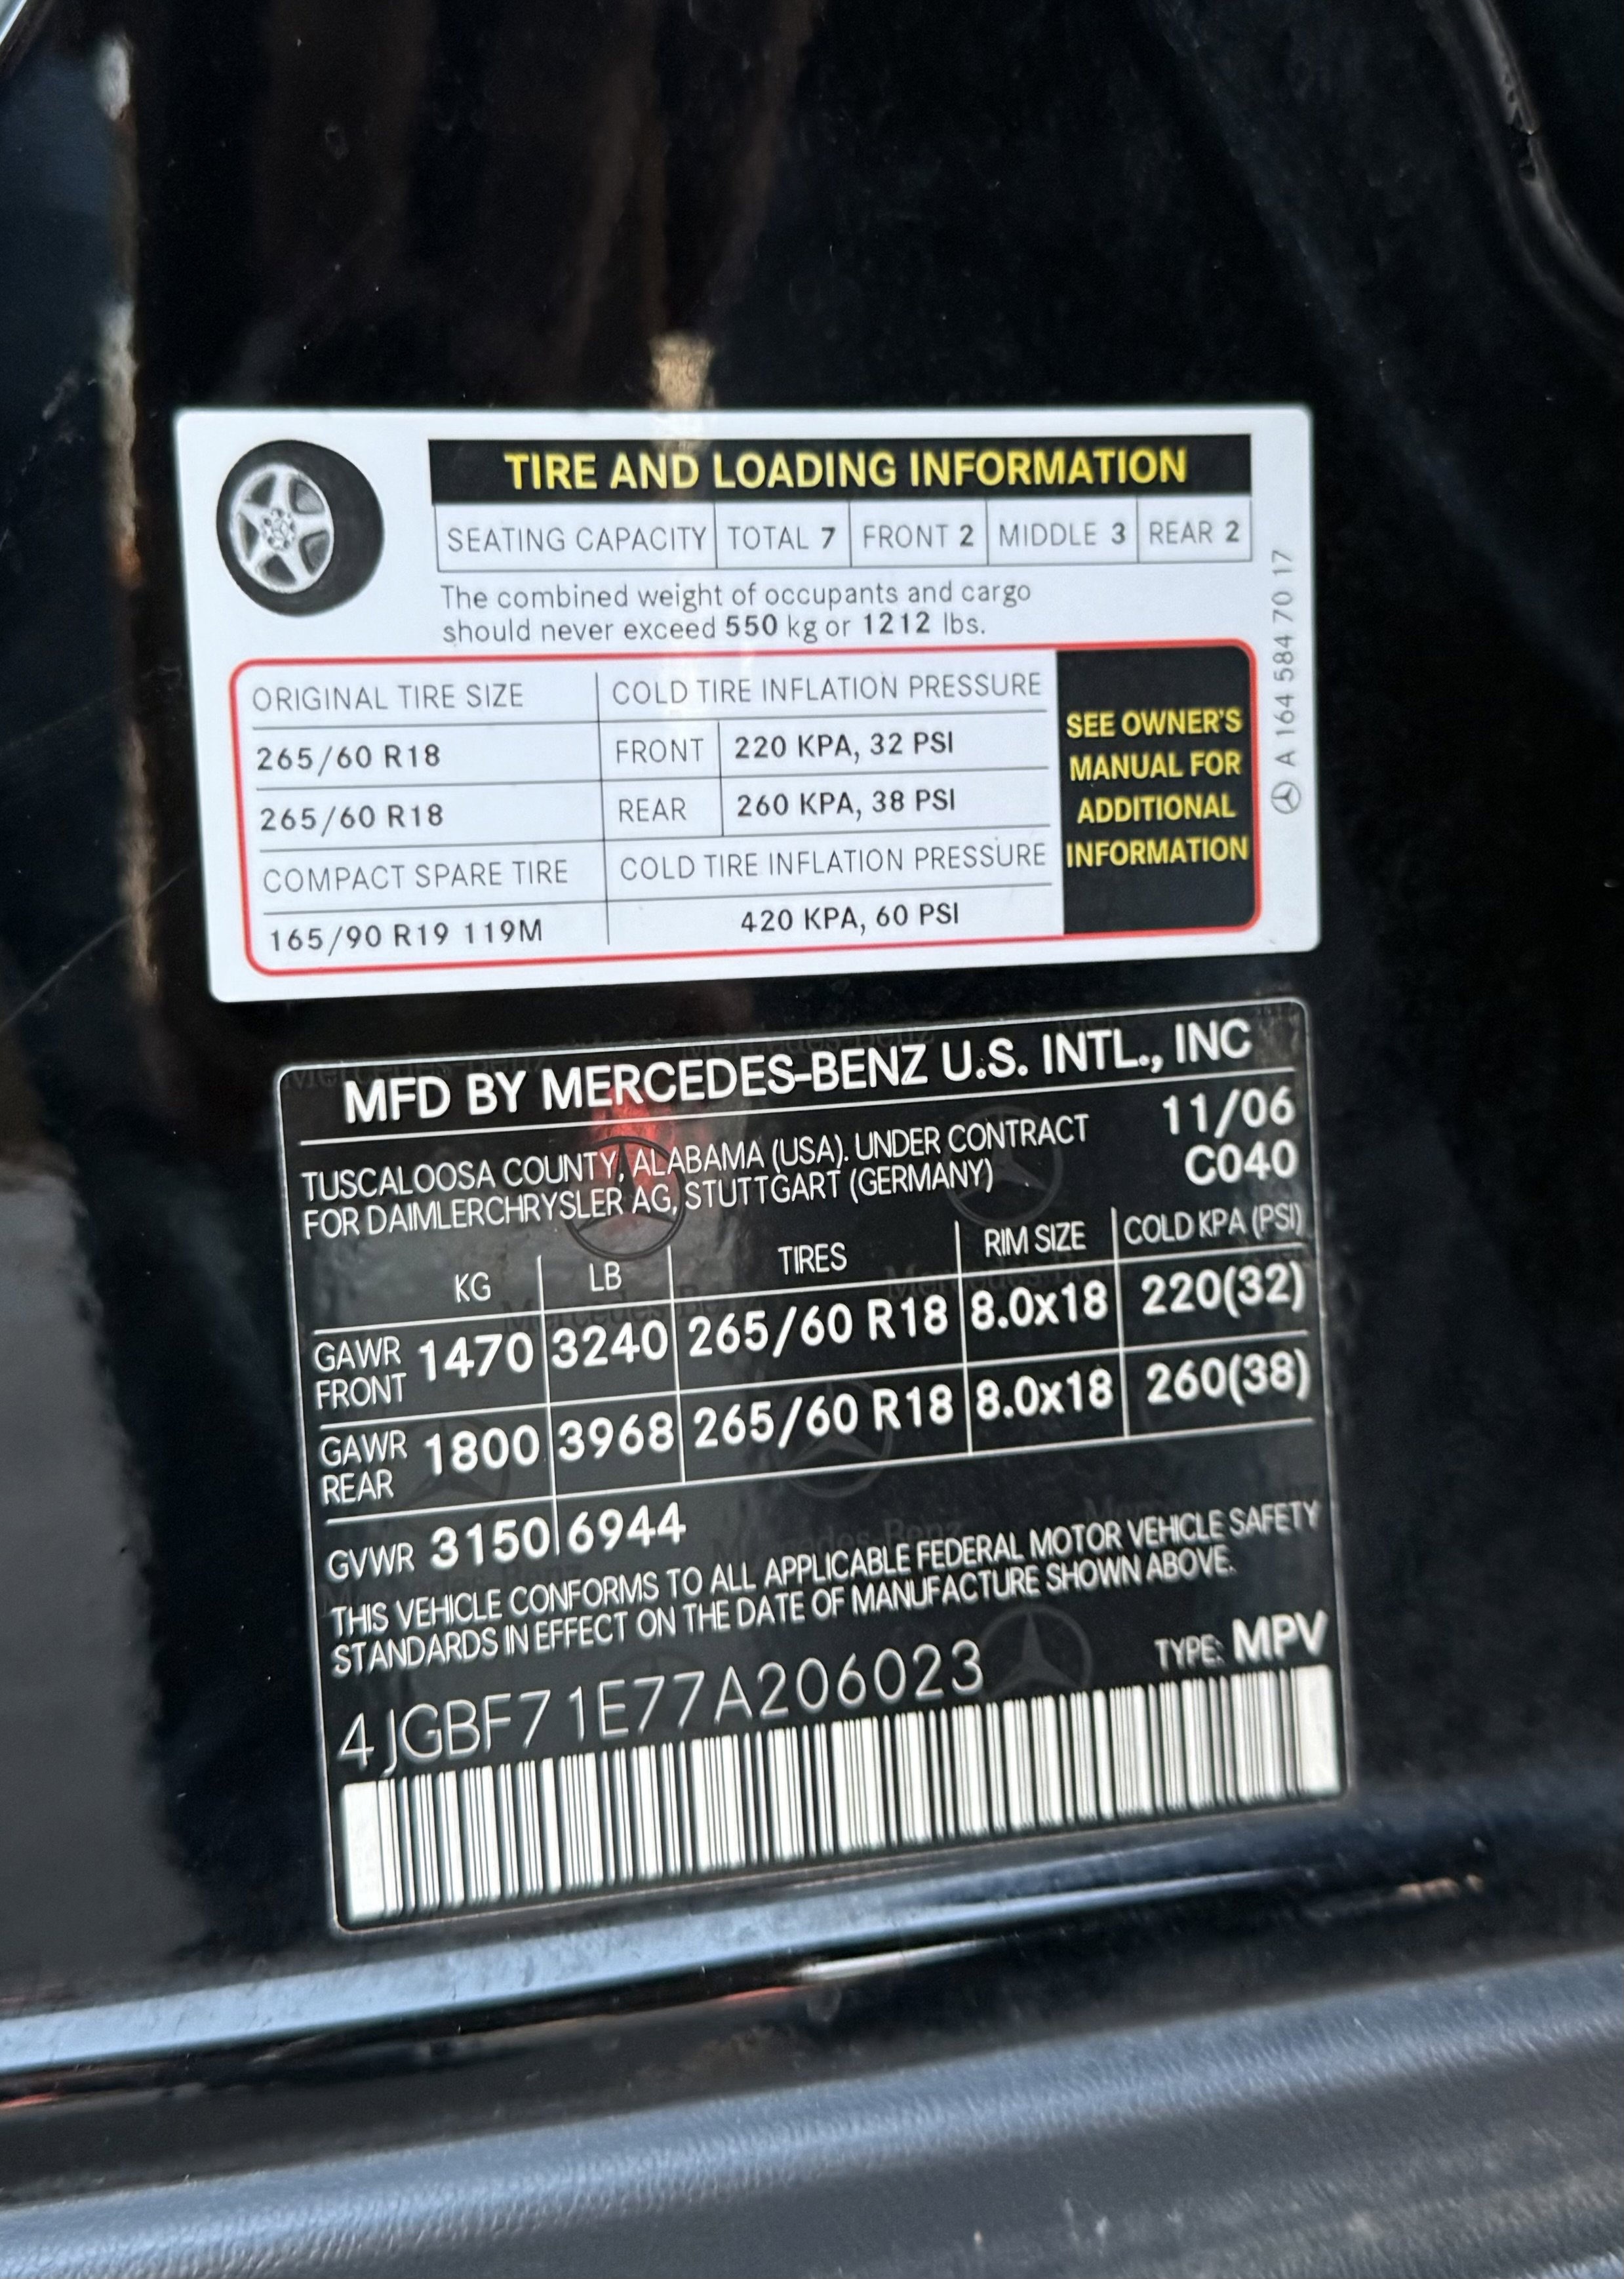 TIRE AND LOADING INFORMATION
SEATING CAPACITY TOTAL 7 FRONT 2 MIDDLE 3 REAR 2
The combined weight of occupants and cargo
should never exceed 550 kg or 1212 lbs.
ORIGINAL TIRE SIZE COLD TIRE INFLATION PRESSURE
265/60 R18 FRONT 220 KPA, 32 PSI
265/60 R18 REAR 260 KPA, 38 PSI
COMPACT SPARE TIRE COLD TIRE INFLATION PRESSURE
165/90 R19 119M 420 KPA, 60 PSI
SEE OWNER'S
MANUAL FOR
ADDITIONAL
INFORMATION
A 164 584 70 17
MFD BY MERCEDES-BENZ U.S. INTL., INC
TUSCALOOSA COUNTY, ALABAMA (USA). UNDER CONTRACT 11/06
FOR DAIMLERCHRYSLER AG, STUTTGART (GERMANY) C040
KG LB TIRES RIM SIZE COLD KPA (PSI)
GAWR FRONT 1470 3240 265/60 R18 8.0x18 220(32)
GAWR REAR 1800 3968 265/60 R18 8.0x18 260(38)
GVWR 3150 6944
THIS VEHICLE CONFORMS TO ALL APPLICABLE FEDERAL MOTOR VEHICLE SAFETY
STANDARDS IN EFFECT ON THE DATE OF MANUFACTURE SHOWN ABOVE.
4JGBF71E77A206023 TYPE: MPV